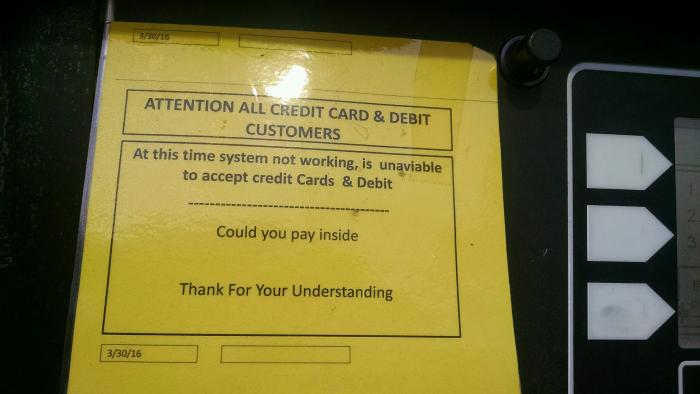 3/30/16
ATTENTION ALL CREDIT CARD & DEBIT
CUSTOMERS
At this time system not working, is unaviable
to accept credit Cards & Debit
---------------------------------------
Could you pay inside
Thank For Your Understanding
3/30/16